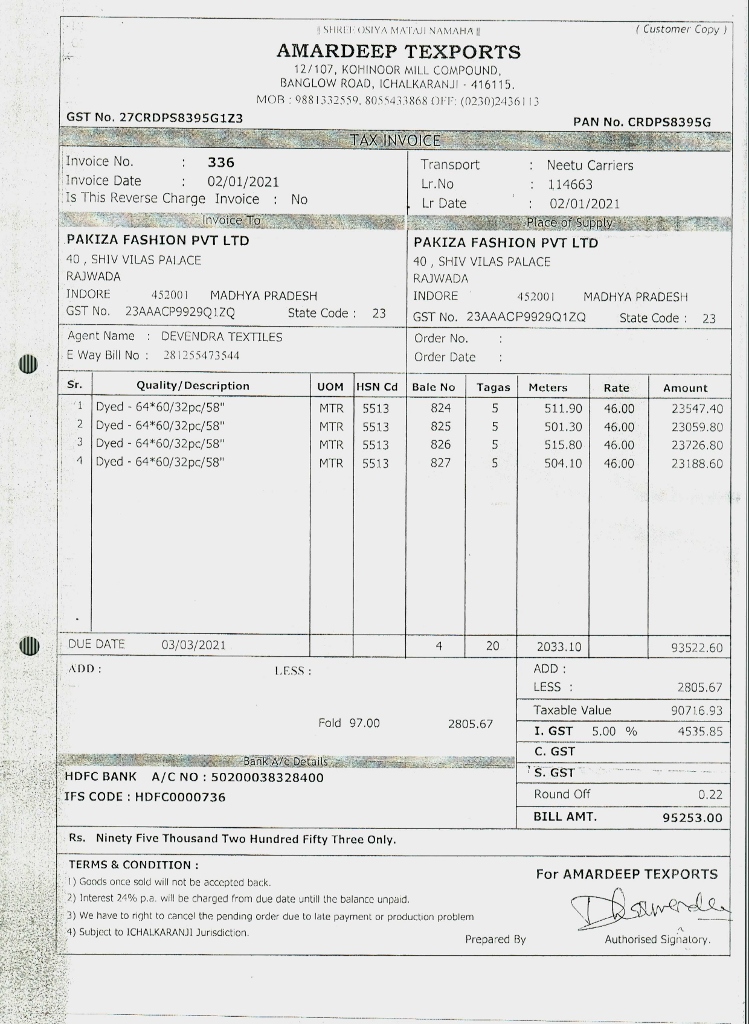 || SHREE OSIYA MATAJI NAMAHA ||
( Customer Copy )
AMARDEEP TEXPORTS
12/107, KOHINOOR MILL COMPOUND,
BANGLOW ROAD, ICHALKARANJI - 416115.
MOB : 9881332559, 8055433868 OFF: (0230)2436113
GST No. 27CRDPS8395G1Z3 PAN No. CRDPS8395G
TAX INVOICE
Invoice No. : 336
Invoice Date : 02/01/2021
Is This Reverse Charge Invoice : No
Transport : Neetu Carriers
Lr.No : 114663
Lr Date : 02/01/2021
Invoice To
PAKIZA FASHION PVT LTD
40 , SHIV VILAS PALACE
RAJWADA
INDORE 452001 MADHYA PRADESH
GST No. 23AAACP9929Q1ZQ State Code : 23
Place of Supply
PAKIZA FASHION PVT LTD
40 , SHIV VILAS PALACE
RAJWADA
INDORE 452001 MADHYA PRADESH
GST No. 23AAACP9929Q1ZQ State Code : 23
Agent Name : DEVENDRA TEXTILES
E Way Bill No : 281255473544
Order No. :
Order Date :
Sr. Quality/Description UOM HSN Cd Bale No Tagas Meters Rate Amount
1 Dyed - 64*60/32pc/58" MTR 5513 824 5 511.90 46.00 23547.40
2 Dyed - 64*60/32pc/58" MTR 5513 825 5 501.30 46.00 23059.80
3 Dyed - 64*60/32pc/58" MTR 5513 826 5 515.80 46.00 23726.80
4 Dyed - 64*60/32pc/58" MTR 5513 827 5 504.10 46.00 23188.60
DUE DATE 03/03/2021 4 20 2033.10 93522.60
ADD : LESS :
Fold 97.00 2805.67
ADD :
LESS : 2805.67
Taxable Value 90716.93
I. GST 5.00 % 4535.85
C. GST
S. GST
Round Off 0.22
BILL AMT. 95253.00
Bank A/c Details
HDFC BANK A/C NO : 50200038328400
IFS CODE : HDFC0000736
Rs. Ninety Five Thousand Two Hundred Fifty Three Only.
TERMS & CONDITION :
1) Goods once sold will not be accepted back.
2) Interest 24% p.a. will be charged from due date untill the balance unpaid.
3) We have to right to cancel the pending order due to late payment or production problem
4) Subject to ICHALKARANJI Jurisdiction.
For AMARDEEP TEXPORTS
Prepared By Authorised Signatory.